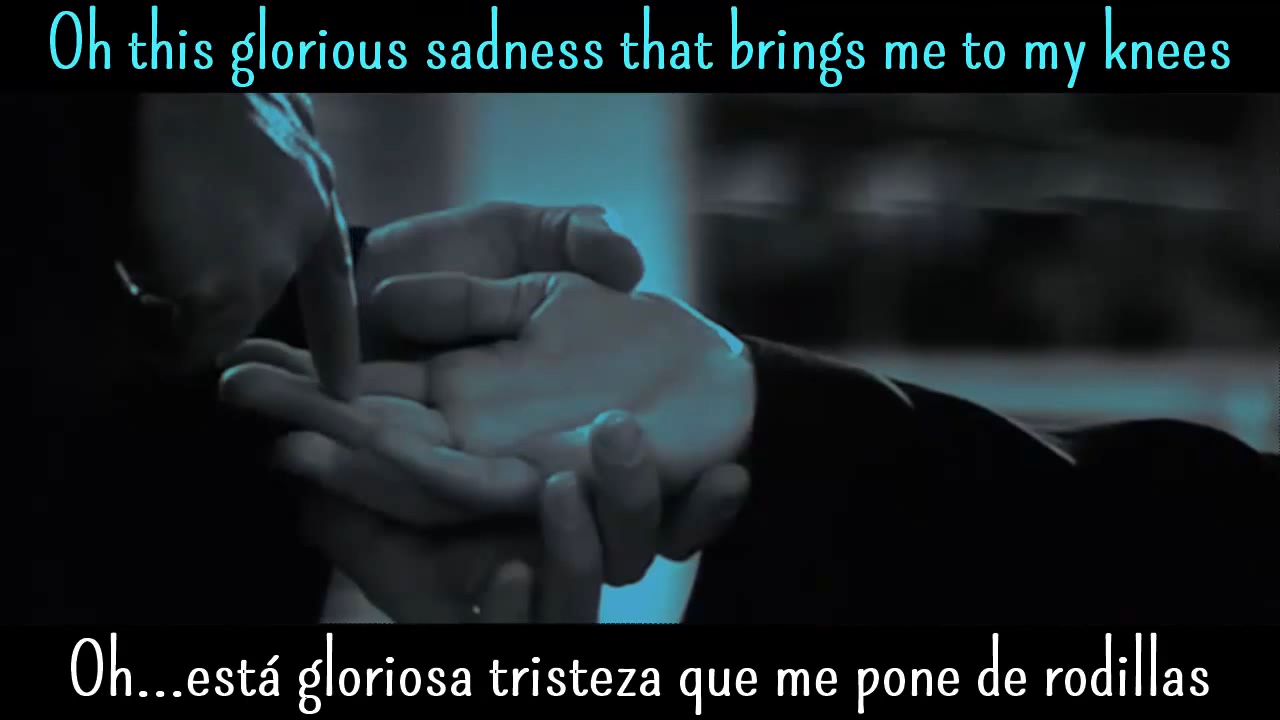 Oh this glorious sadness that brings me to my knees
Oh...está gloriosa tristeza que me pone de rodillas